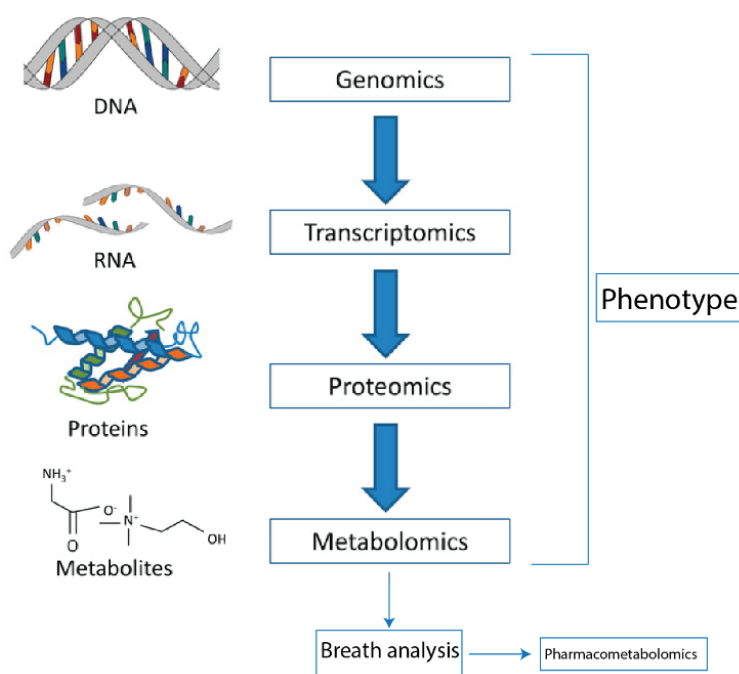 DNA
Genomics
RNA
Transcriptomics
Phenotype
Proteins
Proteomics
NH₃⁺
O⁻
O
N⁺
OH
Metabolites
Metabolomics
Breath analysis
Pharmacometabolomics